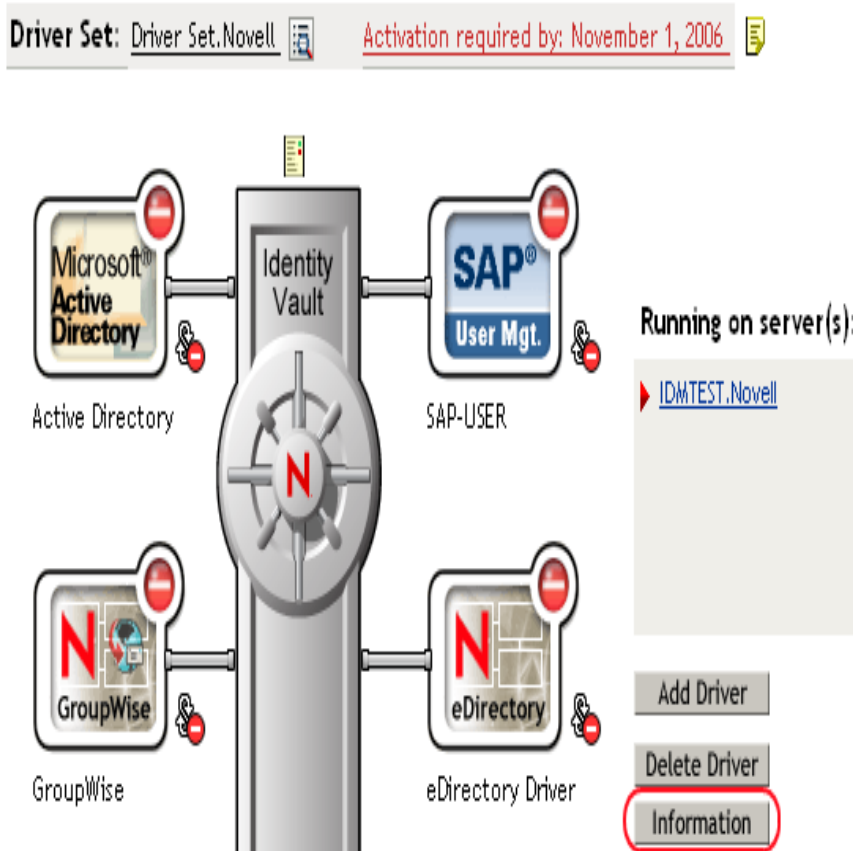 Driver Set: Driver Set.Novell Activation required by: November 1, 2006
Identity
Vault
Microsoft®
Active
Directory
Active Directory
SAP®
User Mgt.
SAP-USER
Running on server(s):
IDMTEST.Novell
N
N
GroupWise
GroupWise
N
eDirectory
eDirectory Driver
Add Driver
Delete Driver
Information